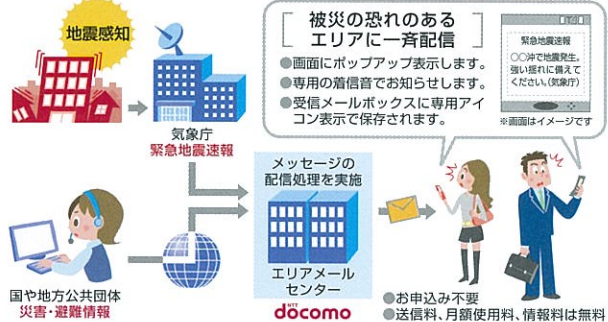 地震感知
気象庁
緊急地震速報
国や地方公共団体
災害・避難情報
メッセージの
配信処理を実施
エリアメール
センター
NTT
docomo
被災の恐れのある
エリアに一斉配信
●画面にポップアップ表示します。
●専用の着信音でお知らせします。
●受信メールボックスに専用アイ
コン表示で保存されます。
緊急地震速報
○○沖で地震発生。
強い揺れに備えて
ください。(気象庁)
※画面はイメージです
●お申込み不要
●送信料、月額使用料、情報料は無料